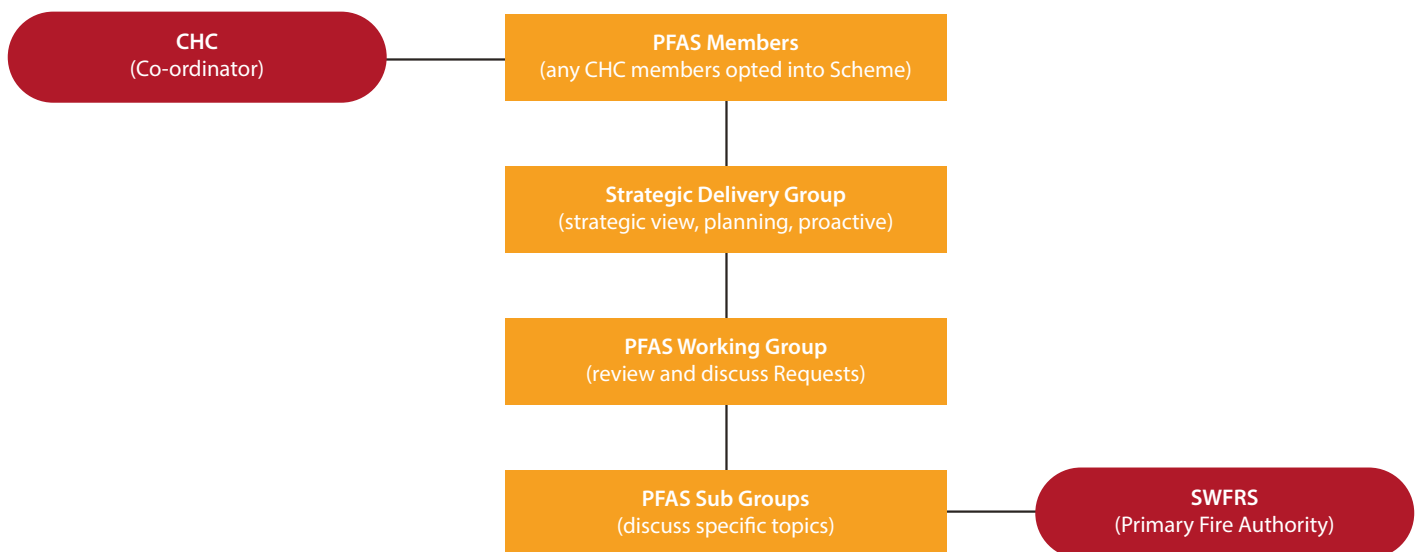 CHC
(Co-ordinator)
PFAS Members
(any CHC members opted into Scheme)
Strategic Delivery Group
(strategic view, planning, proactive)
PFAS Working Group
(review and discuss Requests)
PFAS Sub Groups
(discuss specific topics)
SWFRS
(Primary Fire Authority)